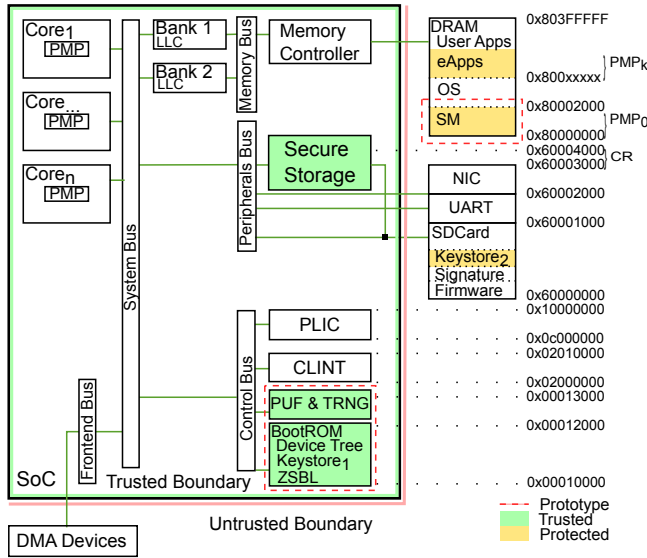 Core1
PMP
Core...
PMP
Coren
PMP
Bank 1
LLC
Bank 2
LLC
System Bus
Memory Bus
Memory
Controller
Peripherals Bus
Secure
Storage
Control Bus
PLIC
CLINT
PUF & TRNG
BootROM
Device Tree
Keystore1
ZSBL
Frontend Bus
SoC
Trusted Boundary
Untrusted Boundary
DMA Devices
DRAM
User Apps
eApps
OS
SM
NIC
UART
SDCard
Keystore2
Signature
Firmware
0x803FFFFF
0x800xxxxx
0x80002000
0x80000000
0x60004000
0x60003000
0x60002000
0x60001000
0x60000000
0x10000000
0x0c000000
0x02010000
0x02000000
0x00013000
0x00012000
0x00010000
}PMPk
}PMP0
}CR
Prototype
Trusted
Protected